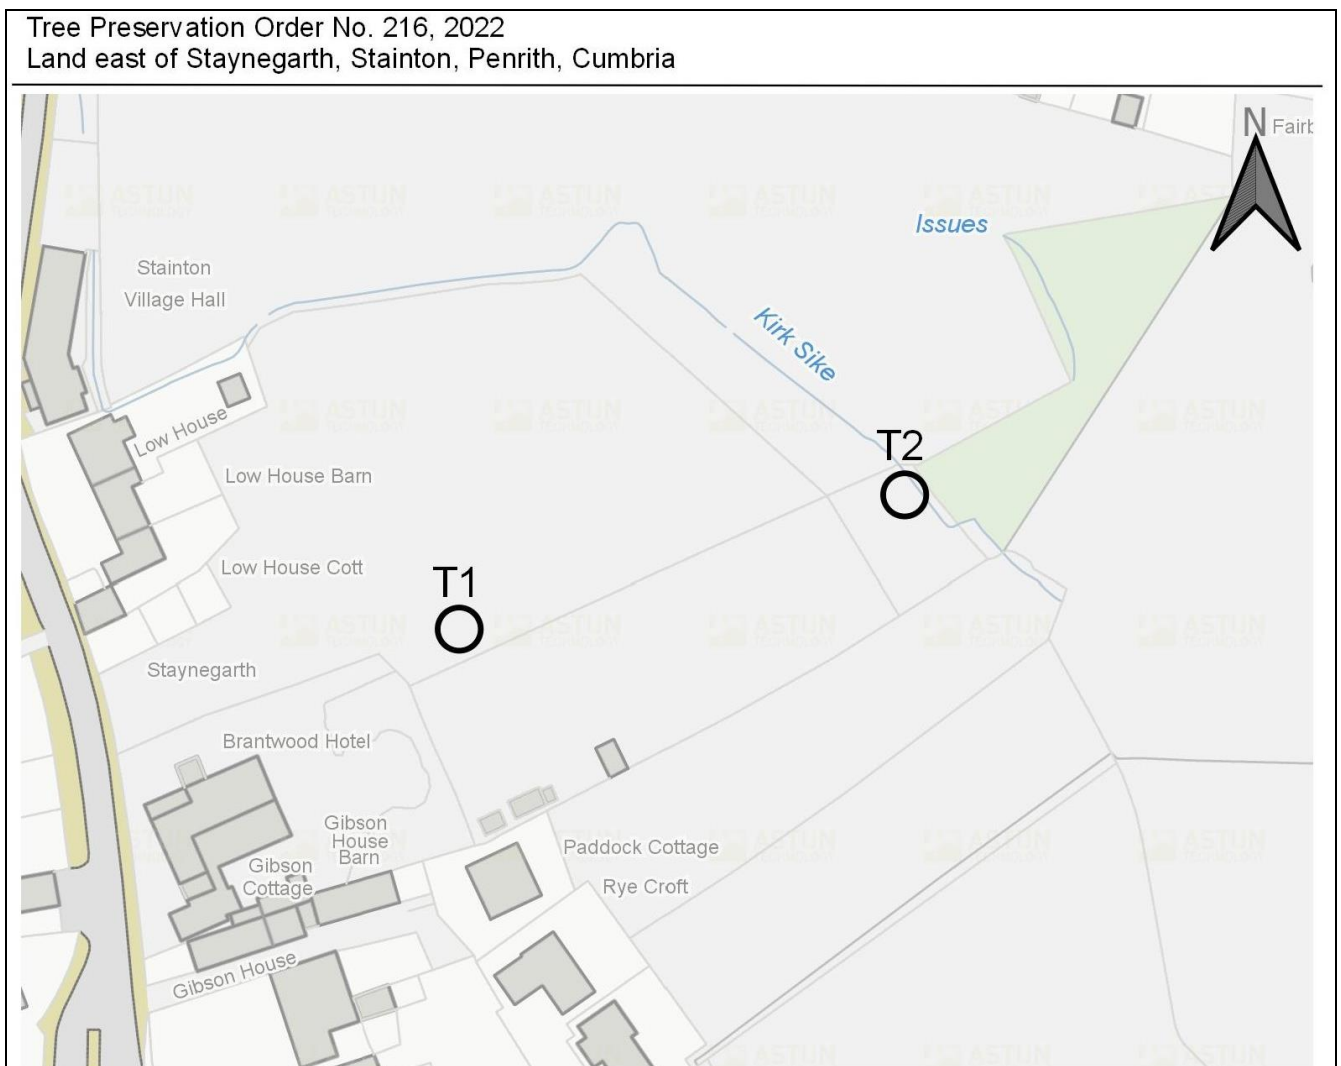 Tree Preservation Order No. 216, 2022
Land east of Staynegarth, Stainton, Penrith, Cumbria
N
Issues
Stainton
Village Hall
Kirk Sike
Low House
T2
Low House Barn
Low House Cott
T1
Staynegarth
Brantwood Hotel
Gibson
House
Barn
Paddock Cottage
Gibson
Cottage
Rye Croft
Gibson House
ASTUN
TECHNOLOGY